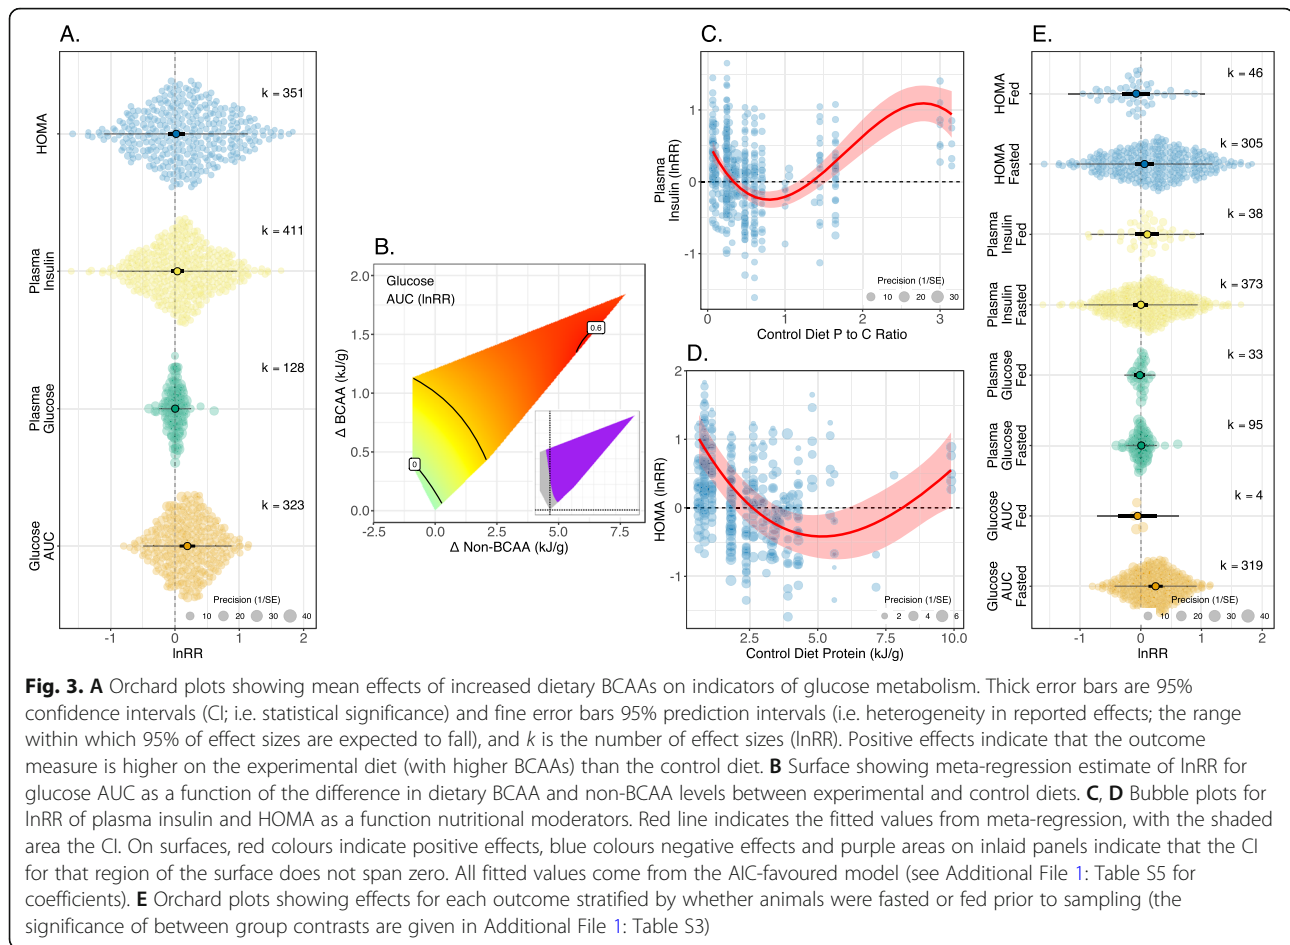 A.
HOMA
k = 351
Plasma
Insulin
k = 411
Plasma
Glucose
k = 128
Glucose
AUC
k = 323
Precision (1/SE)
10 20 30 40
-1 0 1 2
lnRR
B.
Glucose
AUC (lnRR)
Δ BCAA (kJ/g)
2.0
1.5
1.0
0.5
0.0
0.6
0
-2.5 0.0 2.5 5.0 7.5
Δ Non-BCAA (kJ/g)
C.
Plasma
Insulin (lnRR)
1
0
-1
Precision (1/SE)
10 20 30
0 1 2 3
Control Diet P to C Ratio
D.
HOMA (lnRR)
2
1
0
-1
Precision (1/SE)
2 4 6
2.5 5.0 7.5 10.0
Control Diet Protein (kJ/g)
E.
HOMA
Fed
k = 46
HOMA
Fasted
k = 305
Plasma
Insulin
Fed
k = 38
Plasma
Insulin
Fasted
k = 373
Plasma
Glucose
Fed
k = 33
Plasma
Glucose
Fasted
k = 95
Glucose
AUC
Fed
k = 4
Glucose
AUC
Fasted
k = 319
Precision (1/SE)
10 20 30 40
-1 0 1 2
lnRR
Fig. 3. A Orchard plots showing mean effects of increased dietary BCAAs on indicators of glucose metabolism. Thick error bars are 95%
confidence intervals (CI; i.e. statistical significance) and fine error bars 95% prediction intervals (i.e. heterogeneity in reported effects; the range
within which 95% of effect sizes are expected to fall), and k is the number of effect sizes (lnRR). Positive effects indicate that the outcome
measure is higher on the experimental diet (with higher BCAAs) than the control diet. B Surface showing meta-regression estimate of lnRR for
glucose AUC as a function of the difference in dietary BCAA and non-BCAA levels between experimental and control diets. C, D Bubble plots for
lnRR of plasma insulin and HOMA as a function nutritional moderators. Red line indicates the fitted values from meta-regression, with the shaded
area the CI. On surfaces, red colours indicate positive effects, blue colours negative effects and purple areas on inlaid panels indicate that the CI
for that region of the surface does not span zero. All fitted values come from the AIC-favoured model (see Additional File 1: Table S5 for
coefficients). E Orchard plots showing effects for each outcome stratified by whether animals were fasted or fed prior to sampling (the
significance of between group contrasts are given in Additional File 1: Table S3)